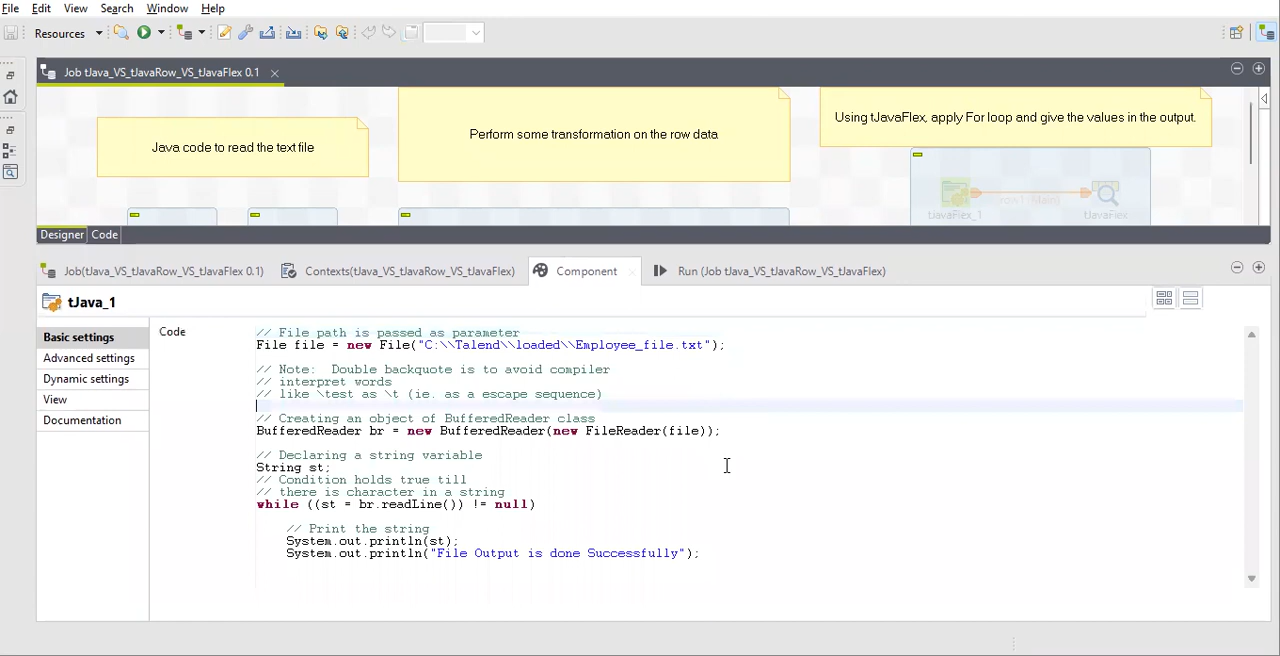 File Edit View Search Window Help
Resources
Job tJava_VS_tJavaRow_VS_tJavaFlex 0.1
Java code to read the text file
Perform some transformation on the row data
Using tJavaFlex, apply For loop and give the values in the output.
row1 (Main)
tJavaFlex_1 tJavaFlex
Designer Code
Job(tJava_VS_tJavaRow_VS_tJavaFlex 0.1) Contexts(tJava_VS_tJavaRow_VS_tJavaFlex) Component Run (Job tJava_VS_tJavaRow_VS_tJavaFlex)
tJava_1
Basic settings
Advanced settings
Dynamic settings
View
Documentation
Code
// File path is passed as parameter
File file = new File("C:\\Talend\\loaded\\Employee_file.txt");
// Note:  Double backquote is to avoid compiler
// interpret words
// like \test as \t (ie. as a escape sequence)
// Creating an object of BufferedReader class
BufferedReader br = new BufferedReader(new FileReader(file));
// Declaring a string variable
String st;
// Condition holds true till
// there is character in a string
while ((st = br.readLine()) != null)
// Print the string
System.out.println(st);
System.out.println("File Output is done Successfully");